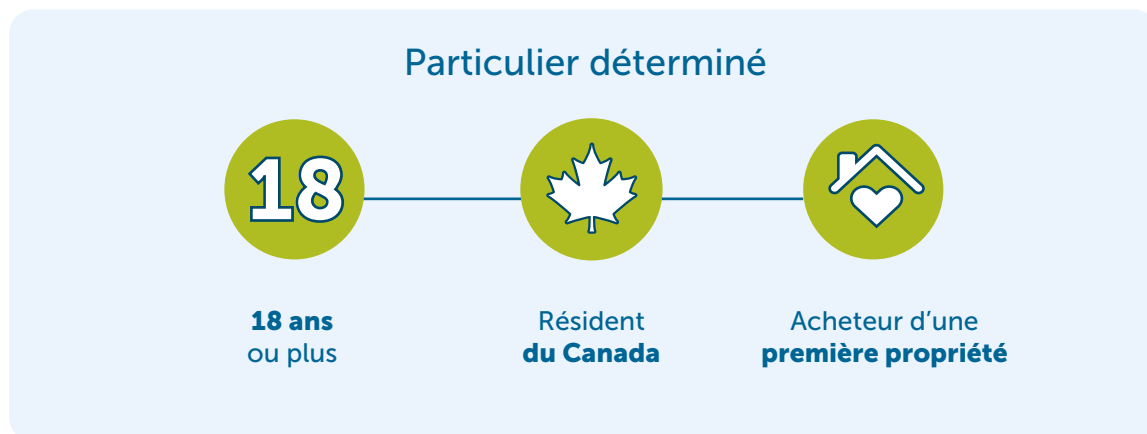 Particulier déterminé
18
18 ans
ou plus
Résident
du Canada
Acheteur d’une
première propriété